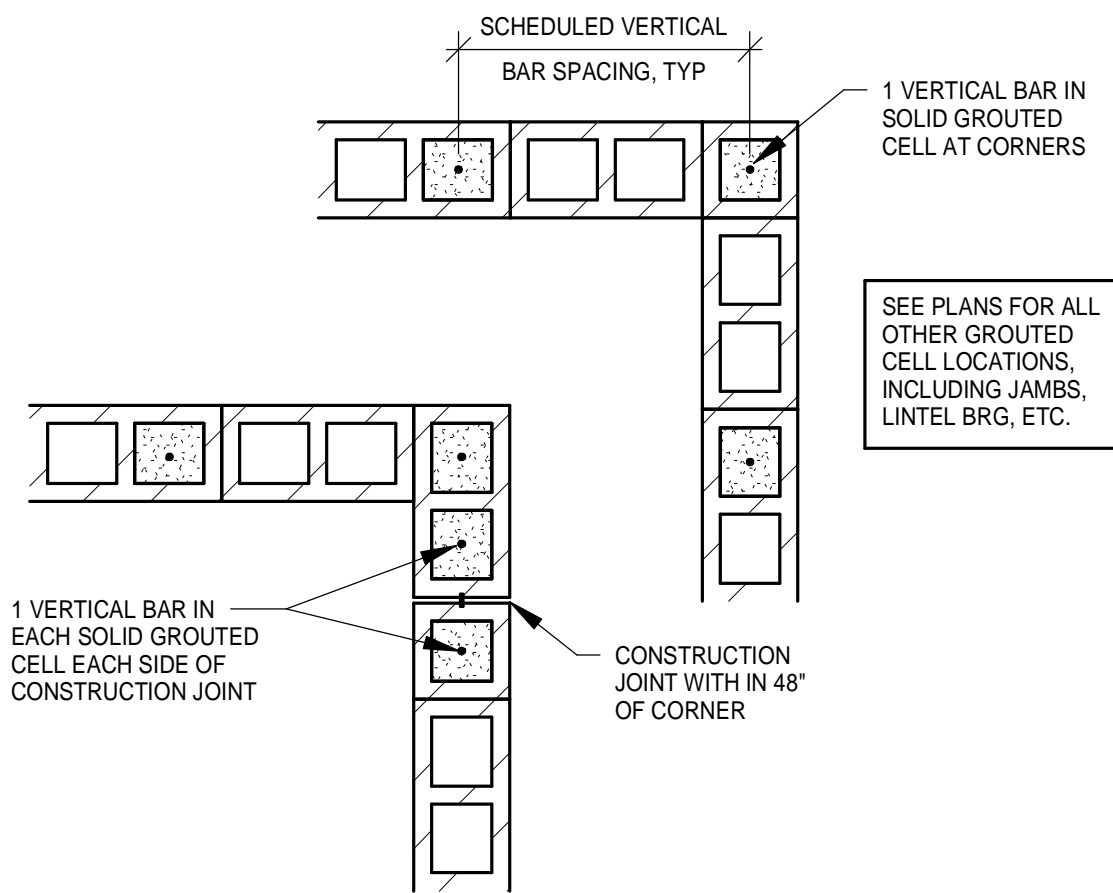 SCHEDULED VERTICAL
BAR SPACING, TYP
1 VERTICAL BAR IN
SOLID GROUTED
CELL AT CORNERS
SEE PLANS FOR ALL
OTHER GROUTED
CELL LOCATIONS,
INCLUDING JAMBS,
LINTEL BRG, ETC.
1 VERTICAL BAR IN
EACH SOLID GROUTED
CELL EACH SIDE OF
CONSTRUCTION JOINT
CONSTRUCTION
JOINT WITH IN 48"
OF CORNER